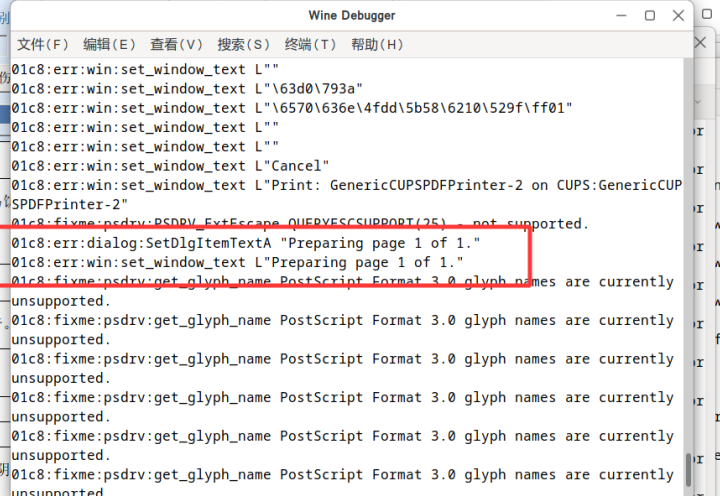 Wine Debugger
文件(F) 编辑(E) 查看(V) 搜索(S) 终端(T) 帮助(H)
01c8:err:win:set_window_text L""
01c8:err:win:set_window_text L"\63d0\793a"
01c8:err:win:set_window_text L"\6570\636e\4fdd\5b58\6210\529f\ff01"
01c8:err:win:set_window_text L""
01c8:err:win:set_window_text L""
01c8:err:win:set_window_text L"Cancel"
01c8:err:win:set_window_text L"Print: GenericCUPSPDFPrinter-2 on CUPS:GenericCUP
SPDFPrinter-2"
01c8:fixme:psdrv:PSDRV_ExtEscape QUERYESCSUPPORT(25) - not supported.
01c8:err:dialog:SetDlgItemTextA "Preparing page 1 of 1."
01c8:err:win:set_window_text L"Preparing page 1 of 1."
01c8:fixme:psdrv:get_glyph_name PostScript Format 3.0 glyph names are currently
unsupported.
01c8:fixme:psdrv:get_glyph_name PostScript Format 3.0 glyph names are currently
unsupported.
01c8:fixme:psdrv:get_glyph_name PostScript Format 3.0 glyph names are currently
unsupported.
01c8:fixme:psdrv:get_glyph_name PostScript Format 3.0 glyph names are currently
unsupported.
01c8:fixme:psdrv:get_glyph_name PostScript Format 3.0 glyph names are currently
unsupported.
01c8:fixme:psdrv:get_glyph_name PostScript Format 3.0 glyph names are currently
unsupported.